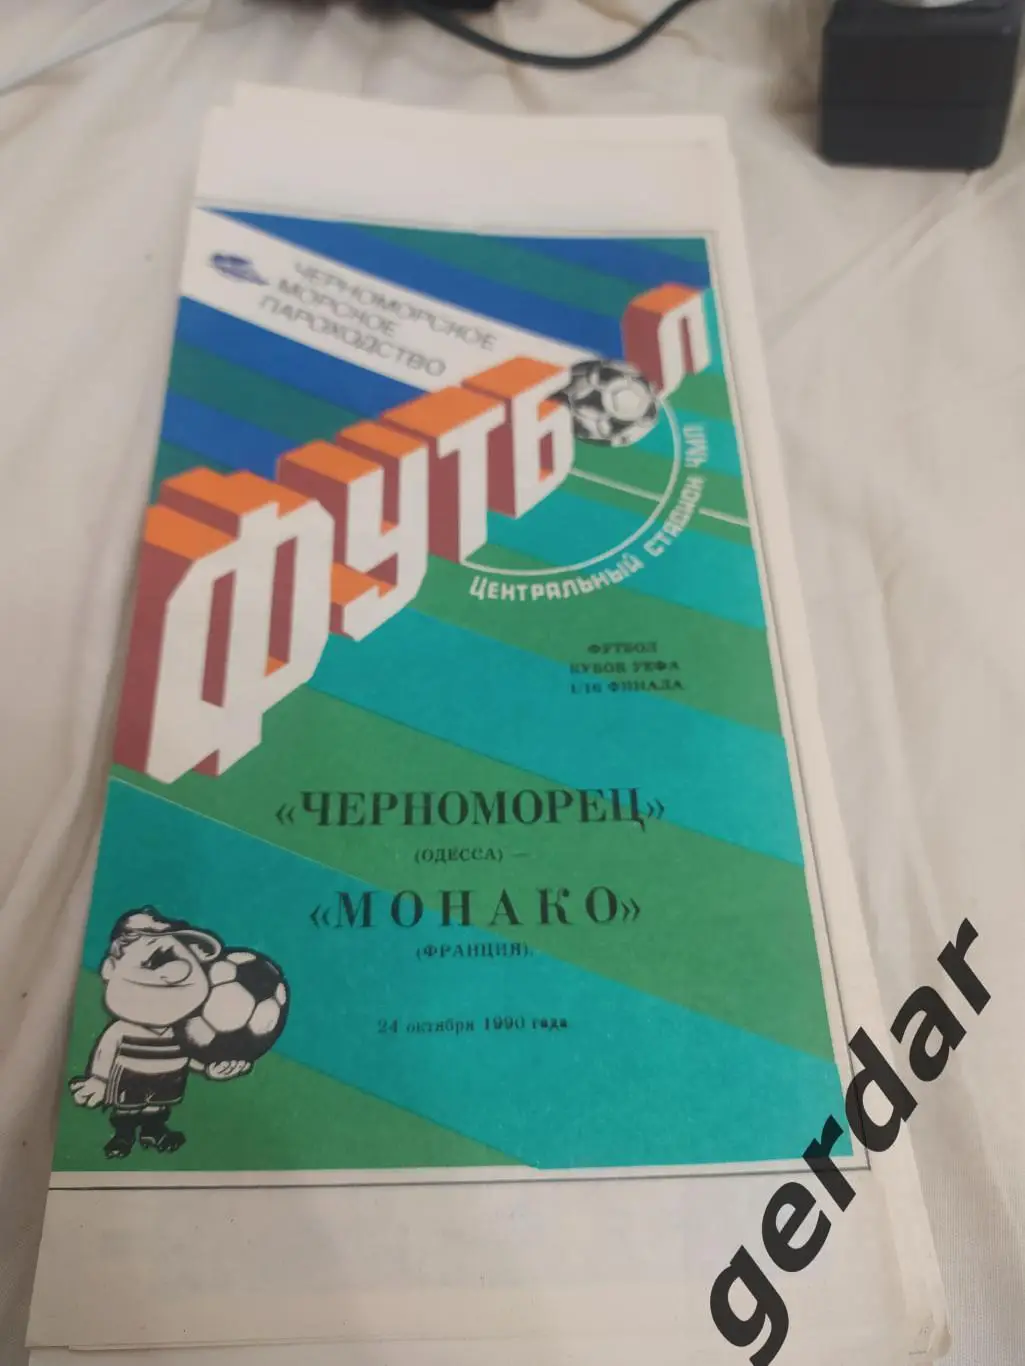 ЧЕРНОМОРСКОЕ
МОРСКОЕ
ПАРОХОДСТВО
ФУТБОЛ
ЦЕНТРАЛЬНЫЙ СТАДИОН ЧМП
ФУТБОЛ
КУБОК УЕФА
1/16 ФИНАЛА
«ЧЕРНОМОРЕЦ»
(ОДЕССА) —
«МОНАКО»
(ФРАНЦИЯ).
24 октября 1990 года
gerdar